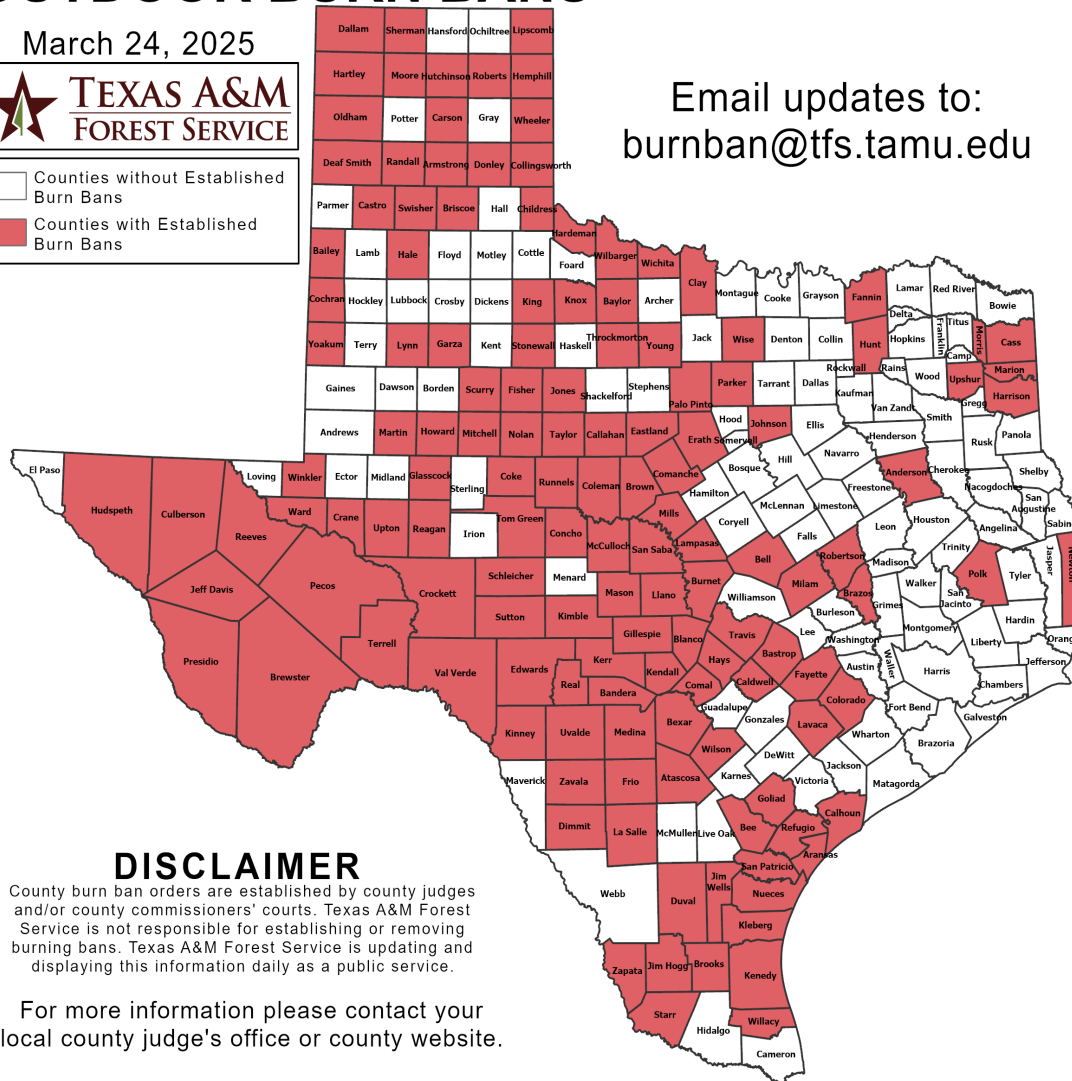 OUTDOOR BURN BANS
March 24, 2025
TEXAS A&M
FOREST SERVICE
Counties without Established
Burn Bans
Counties with Established
Burn Bans
Email updates to:
burnban@tfs.tamu.edu
Dallam Sherman Hansford Ochiltree Lipscomb
Hartley Moore Hutchinson Roberts Hemphill
Oldham Potter Carson Gray Wheeler
Deaf Smith Randall Armstrong Donley Collingsworth
Parmer Castro Swisher Briscoe Hall Childress
Hardeman
Bailey Lamb Hale Floyd Motley Cottle Foard Wilbarger Wichita
Clay Montague Cooke Grayson Fannin Lamar Red River Bowie
Cochran Hockley Lubbock Crosby Dickens King Knox Baylor Archer
Delta Franklin Titus Morris Cass
Yoakum Terry Lynn Garza Kent Stonewall Haskell Throckmorton Young Jack Wise Denton Collin Hunt Hopkins
Camp
Rockwall Rains Wood Upshur Marion
Gaines Dawson Borden Scurry Fisher Jones Shackelford Stephens Palo Pinto Parker Tarrant Dallas Kaufman Van Zandt Gregg Harrison
Smith
Andrews Martin Howard Mitchell Nolan Taylor Callahan Eastland Erath Hood Somervell Johnson Ellis Henderson Rusk Panola
El Paso Loving Winkler Ector Midland Glasscock Sterling Coke Runnels Coleman Brown Comanche Bosque Hill Navarro Anderson Cherokee Shelby
Hamilton Freestone Nacogdoches
San
Augustine
Hudspeth Culberson Reeves Ward Crane Upton Reagan Irion Tom Green Concho McCulloch San Saba Mills Coryell McLennan Limestone Leon Houston Angelina Sabin
Lampasas Falls Trinity
Jeff Davis Pecos Crockett Schleicher Menard Mason Llano Burnet Bell Milam Robertson Madison Walker Polk Tyler Jasper Newton
San
Jacinto
Terrell Sutton Kimble Gillespie Blanco Williamson Burleson Brazos Grimes Montgomery Hardin
Presidio Brewster Val Verde Edwards Kerr Real Bandera Kendall Hays Travis Bastrop Lee Washington Waller Liberty Orang
Comal Caldwell Fayette Austin Harris Chambers Jefferson
Kinney Uvalde Medina Bexar Guadalupe Gonzales Lavaca Colorado Fort Bend Galveston
Wilson Wharton Brazoria
Maverick Zavala Frio Atascosa Karnes DeWitt Victoria Jackson Matagorda
Dimmit La Salle McMullen Live Oak Bee Goliad Refugio Calhoun
Aransas
San Patricio
Webb Duval Jim
Wells Nueces
Kleberg
Zapata Jim Hogg Brooks Kenedy
Starr Hidalgo Willacy
Cameron
DISCLAIMER
County burn ban orders are established by county judges
and/or county commissioners' courts. Texas A&M Forest
Service is not responsible for establishing or removing
burning bans. Texas A&M Forest Service is updating and
displaying this information daily as a public service.
For more information please contact your
local county judge's office or county website.